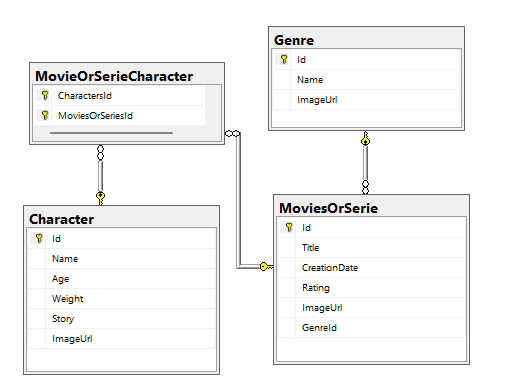 Genre
Id
Name
ImageUrl
MovieOrSerieCharacter
CharactersId
MoviesOrSeriesId
Character
Id
Name
Age
Weight
Story
ImageUrl
MoviesOrSerie
Id
Title
CreationDate
Rating
ImageUrl
GenreId